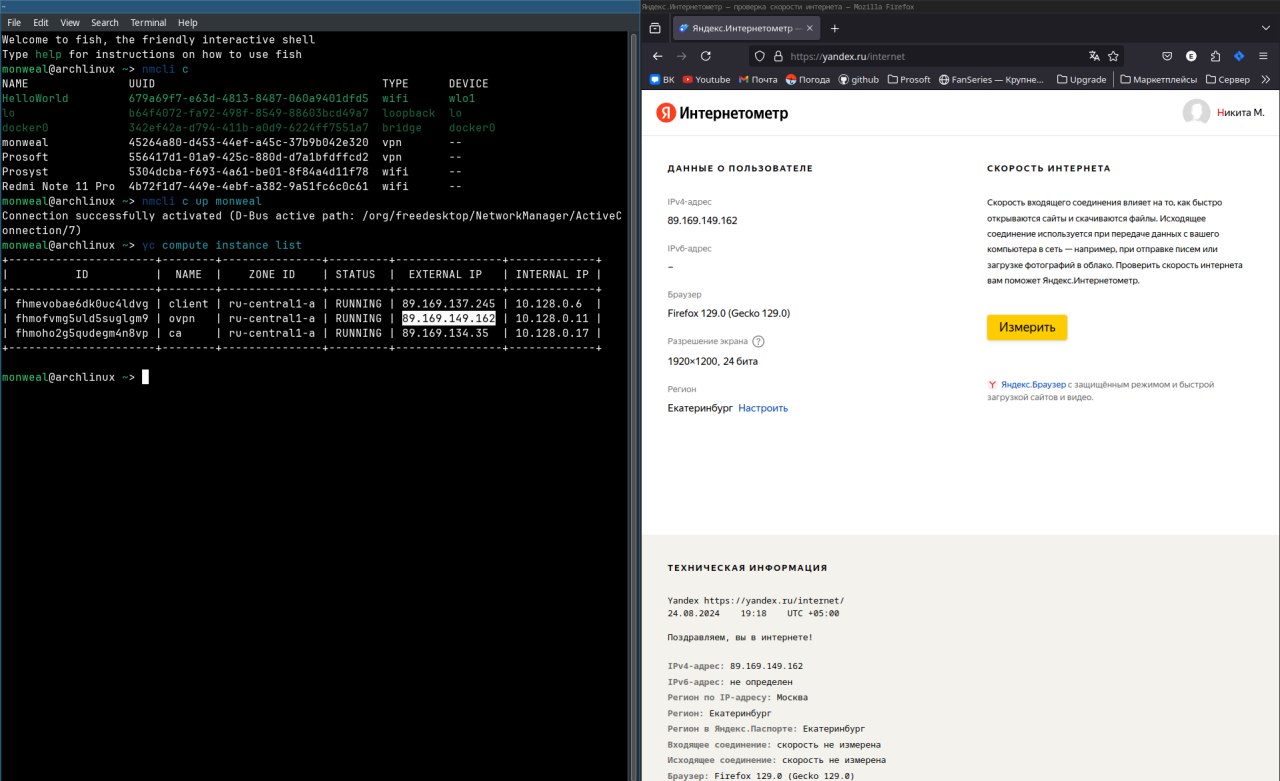 ~
File Edit View Search Terminal Help
Welcome to fish, the friendly interactive shell
Type help for instructions on how to use fish
monweal@archlinux ~> nmcli c
NAME UUID TYPE DEVICE
HelloWorld 679a69f7-e63d-4813-8487-060a9401dfd5 wifi wlo1
lo b64f4072-fa92-498f-8549-88603bcd49a7 loopback lo
docker0 342ef42a-d794-411b-a0d9-6224ff7551a7 bridge docker0
monweal 45264a80-d453-44ef-a45c-37b9b042e320 vpn --
Prosoft 556417d1-01a9-425c-880d-d7a1bfdffcd2 vpn --
Prosyst 5304dcba-f693-4a61-be01-8f84a4d11f78 wifi --
Redmi Note 11 Pro 4b72f1d7-449e-4ebf-a382-9a51fc6c0c61 wifi --
monweal@archlinux ~> nmcli c up monweal
Connection successfully activated (D-Bus active path: /org/freedesktop/NetworkManager/ActiveC
onnection/7)
monweal@archlinux ~> yc compute instance list
+----------------------+--------+---------------+---------+----------------+-------------+
| ID | NAME | ZONE ID | STATUS | EXTERNAL IP | INTERNAL IP |
+----------------------+--------+---------------+---------+----------------+-------------+
| fhmevobae6dk0uc4ldvg | client | ru-central1-a | RUNNING | 89.169.137.245 | 10.128.0.6 |
| fhmofvmg5uld5suglgm9 | ovpn | ru-central1-a | RUNNING | 89.169.149.162 | 10.128.0.11 |
| fhmoho2g5qudegm4n8vp | ca | ru-central1-a | RUNNING | 89.169.134.35 | 10.128.0.17 |
+----------------------+--------+---------------+---------+----------------+-------------+
monweal@archlinux ~>
Яндекс.Интернетометр — проверка скорости интернета — Mozilla Firefox
Яндекс.Интернетометр —
https://yandex.ru/internet
ВК Youtube Почта Погода github Prosoft FanSeries — Крупне... Upgrade Маркетплейсы Сервер
Я Интернетометр
Никита М.
ДАННЫЕ О ПОЛЬЗОВАТЕЛЕ
IPv4-адрес
89.169.149.162
IPv6-адрес
–
Браузер
Firefox 129.0 (Gecko 129.0)
Разрешение экрана ?
1920×1200, 24 бита
Регион
Екатеринбург Настроить
СКОРОСТЬ ИНТЕРНЕТА
Скорость входящего соединения влияет на то, как быстро
открываются сайты и скачиваются файлы. Исходящее
соединение используется при передаче данных с вашего
компьютера в сеть — например, при отправке писем или
загрузке фотографий в облако. Проверить скорость интернета
вам поможет Яндекс.Интернетометр.
Измерить
Яндекс.Браузер с защищённым режимом и быстрой
загрузкой сайтов и видео.
ТЕХНИЧЕСКАЯ ИНФОРМАЦИЯ
Yandex https://yandex.ru/internet/
24.08.2024 19:18 UTC +05:00
Поздравляем, вы в интернете!
IPv4-адрес: 89.169.149.162
IPv6-адрес: не определен
Регион по IP-адресу: Москва
Регион: Екатеринбург
Регион в Яндекс.Паспорте: Екатеринбург
Входящее соединение: скорость не измерена
Исходящее соединение: скорость не измерена
Браузер: Firefox 129.0 (Gecko 129.0)